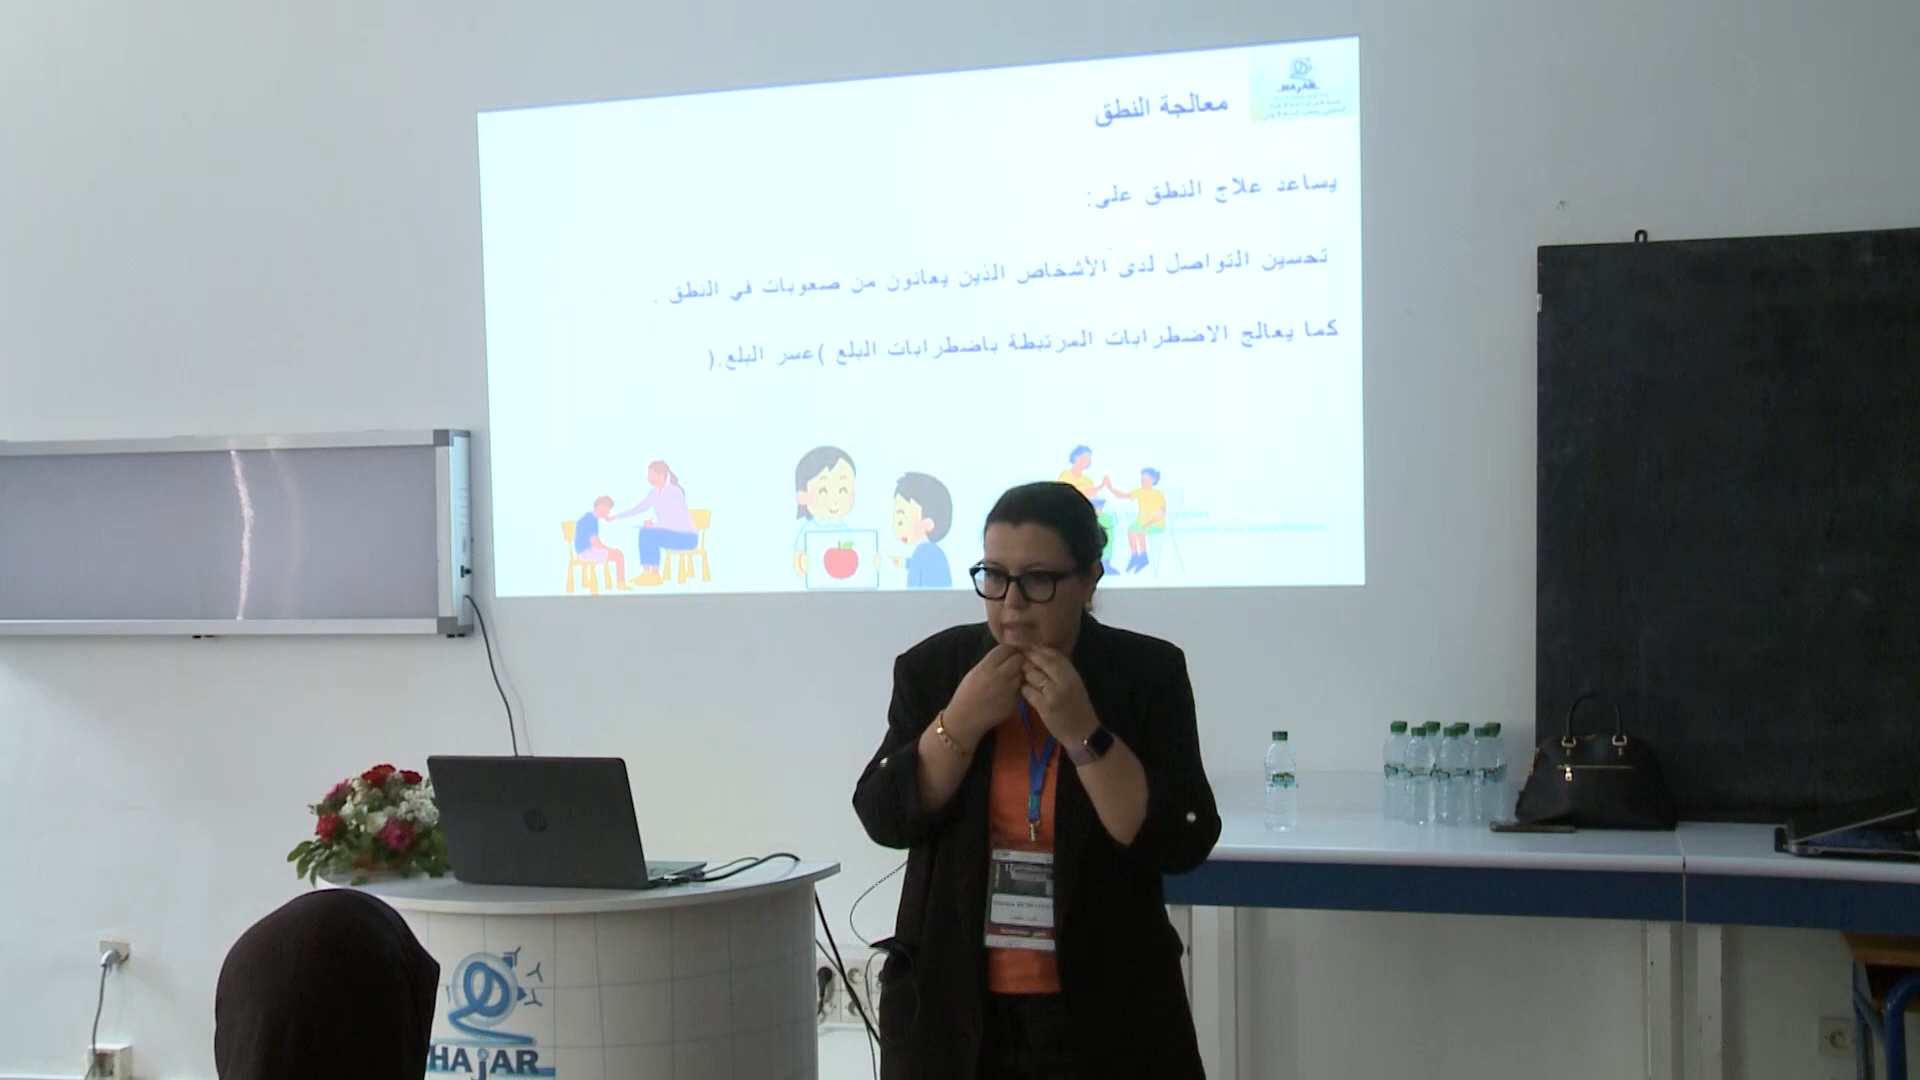 معالجة النطق
HAjAR
يساعد علاج النطق على:
تحسين التواصل لدى الأشخاص الذين يعانون من صعوبات في النطق .
كما يعالج الاضطرابات المرتبطة باضطرابات البلع )عسر البلع.(
HAjAR